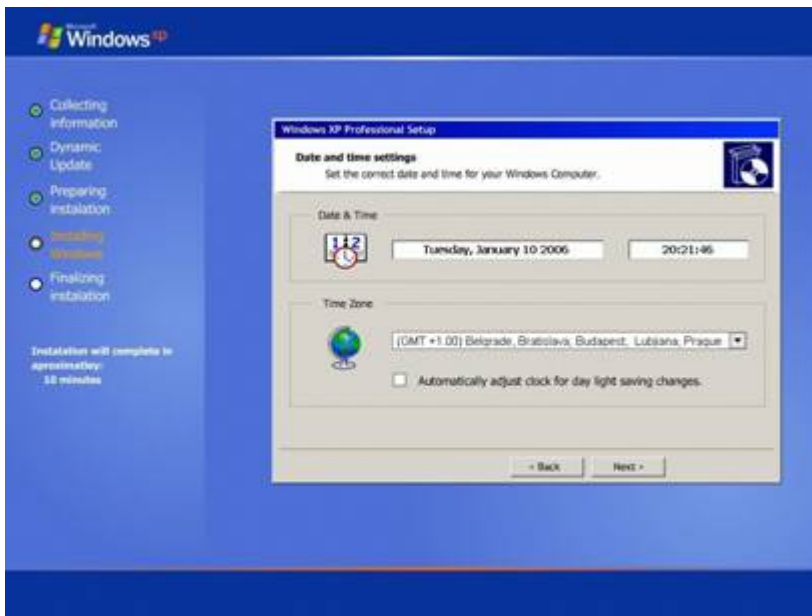 Microsoft
Windows xp
Collecting
information
Dynamic
Update
Preparing
instalation
Installing
Windows
Finalizing
instalation
Instalation will complete in
aproximatley:
10 minutes
Windows XP Professional Setup
Date and time settings
Set the correct date and time for your Windows Computer.
Date & Time
Tuesday, January 10 2006
20:21:46
Time Zone
(GMT +1.00) Belgrade, Bratislava, Budapest, Lubiana, Praque
Automatically adjust clock for day light saving changes.
< Back
Next >